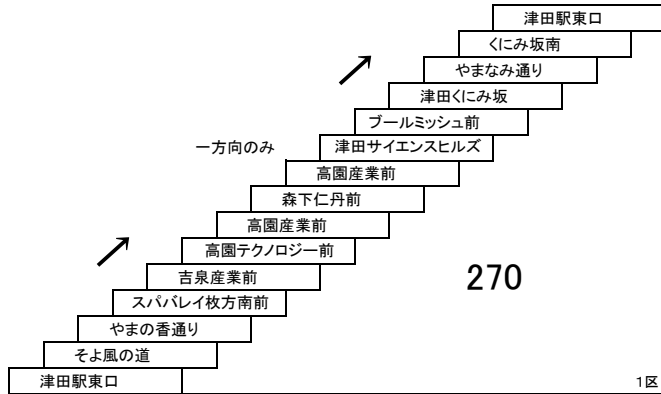 津田駅東口
くにみ坂南
やまなみ通り
津田くにみ坂
ブールミッシュ前
一方向のみ
津田サイエンスヒルズ
高園産業前
森下仁丹前
高園産業前
高園テクノロジー前
吉泉産業前
270
スパバレイ枚方南前
やまの香通り
そよ風の道
津田駅東口
1区